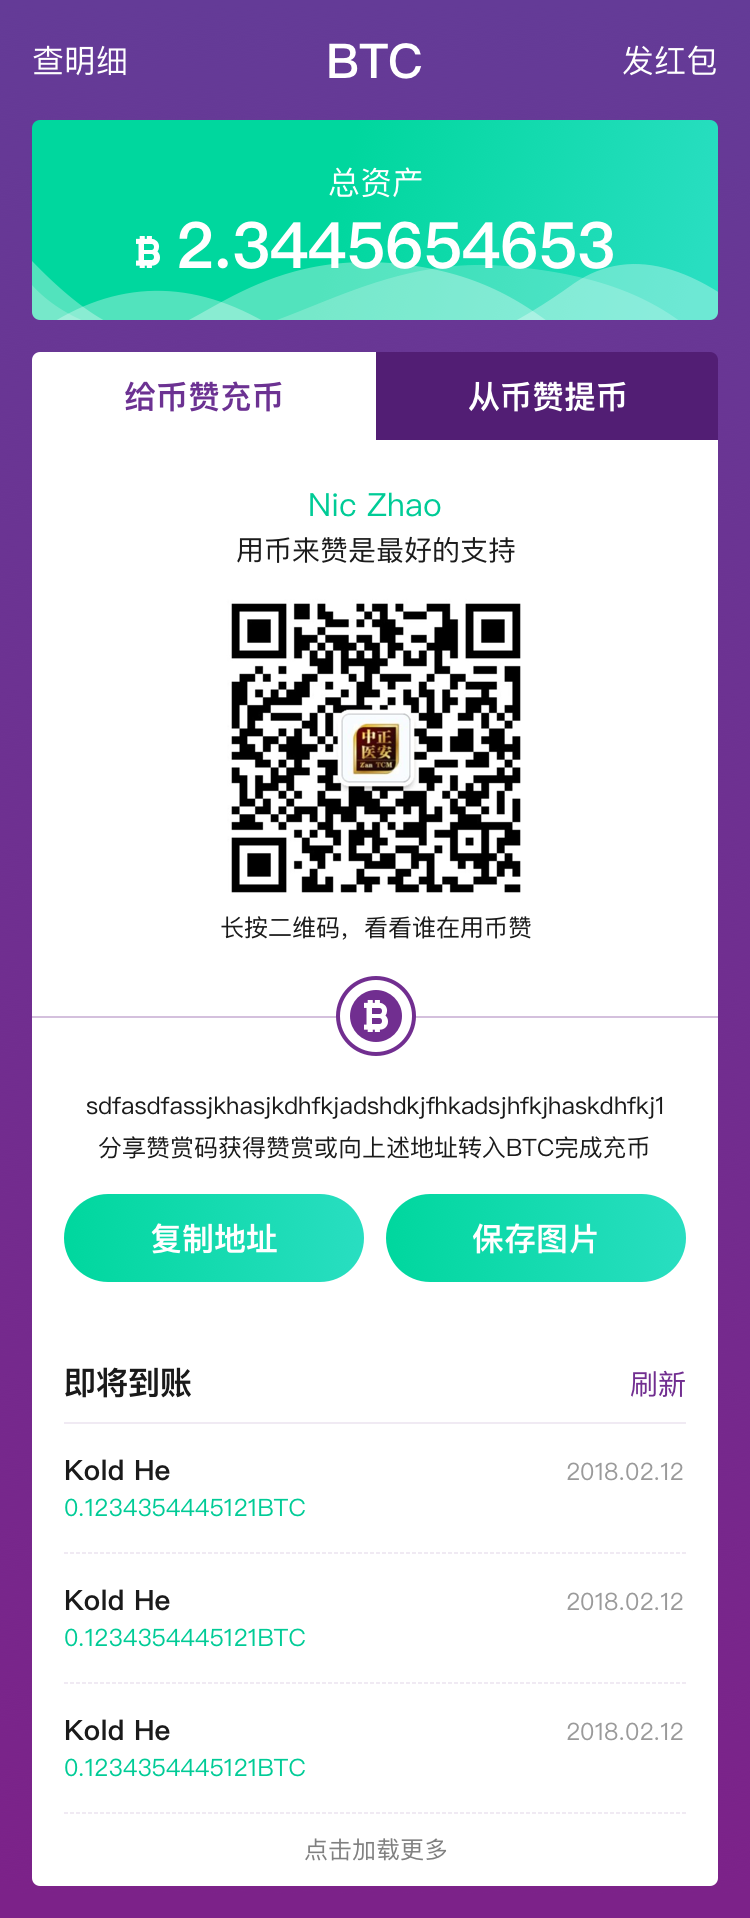 查明细
BTC
发红包
总资产
2.3445654653
给币赞充币
从币赞提币
Nic Zhao
用币来赞是最好的支持
中正
医安
Zan TCM
长按二维码，看看谁在用币赞
sdfasdfassjkhasjkdhfkjadshdkjfhkadsjhfkjhaskdhfkj1
分享赞赏码获得赞赏或向上述地址转入BTC完成充币
复制地址
保存图片
即将到账
刷新
Kold He
2018.02.12
0.1234354445121BTC
Kold He
2018.02.12
0.1234354445121BTC
Kold He
2018.02.12
0.1234354445121BTC
点击加载更多